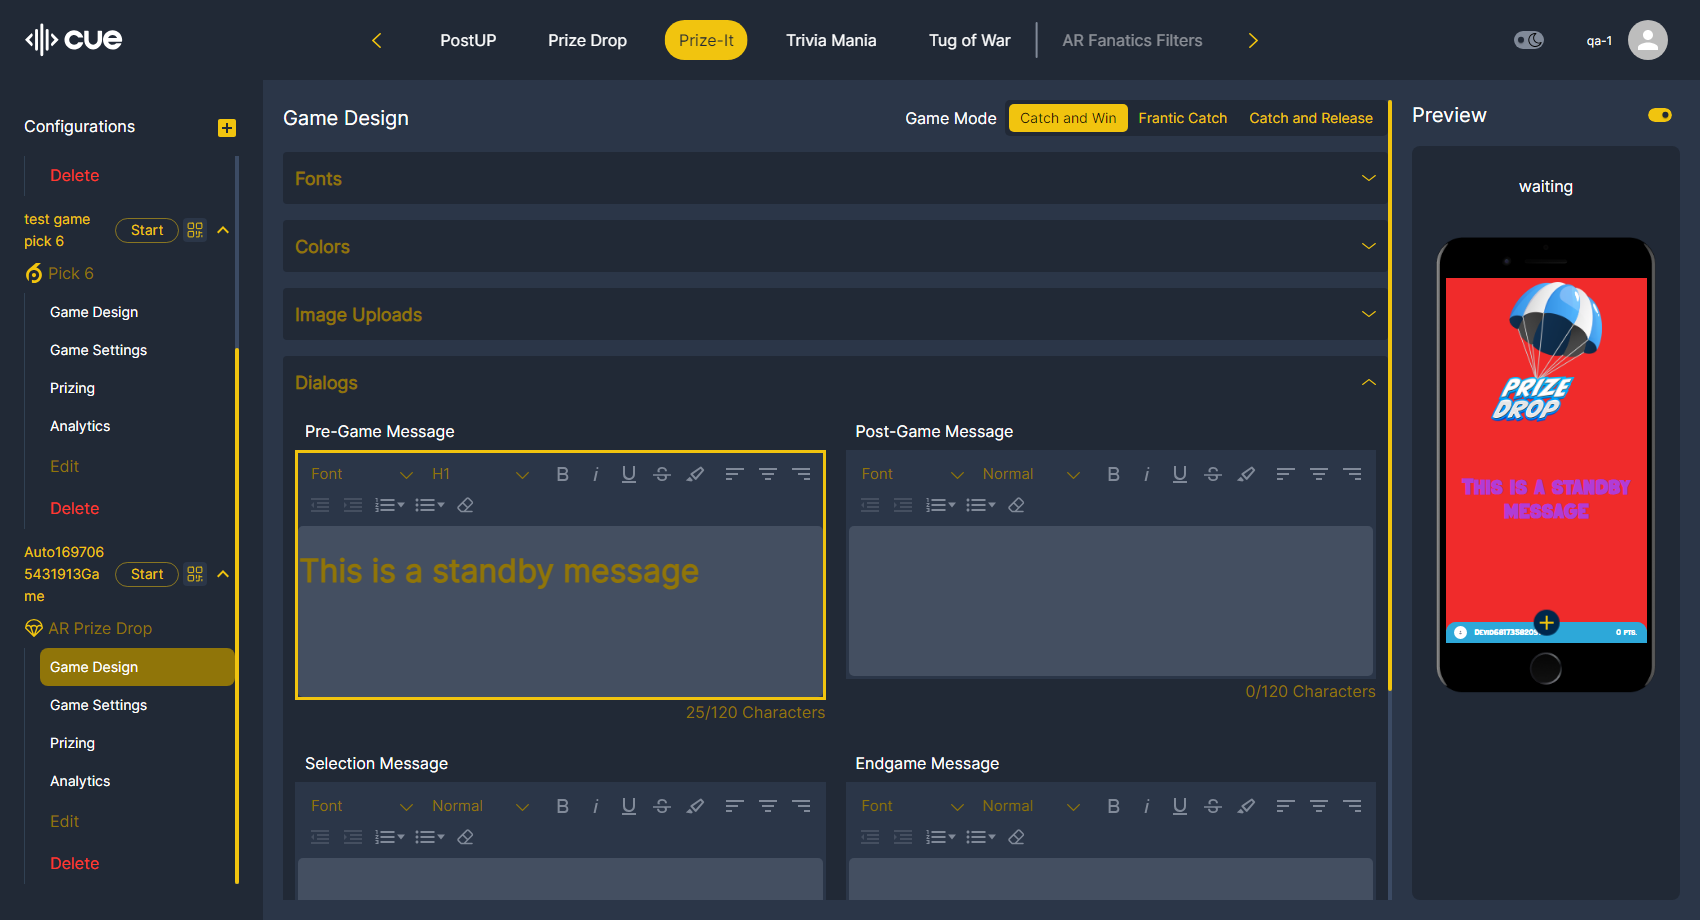 cue
PostUP
Prize Drop
Prize-It
Trivia Mania
Tug of War
AR Fanatics Filters
qa-1
Configurations
Delete
test game
pick 6
Start
Pick 6
Game Design
Game Settings
Prizing
Analytics
Edit
Delete
Auto169706
5431913Ga
me
Start
AR Prize Drop
Game Design
Game Settings
Prizing
Analytics
Edit
Delete
Game Design
Game Mode
Catch and Win
Frantic Catch
Catch and Release
Fonts
Colors
Image Uploads
Dialogs
Pre-Game Message
Font
H1
This is a standby message
25/120 Characters
Post-Game Message
Font
Normal
0/120 Characters
Selection Message
Font
Normal
Endgame Message
Font
Normal
Preview
waiting
PRIZE
DROP
This is a standby
message
0 PTS.